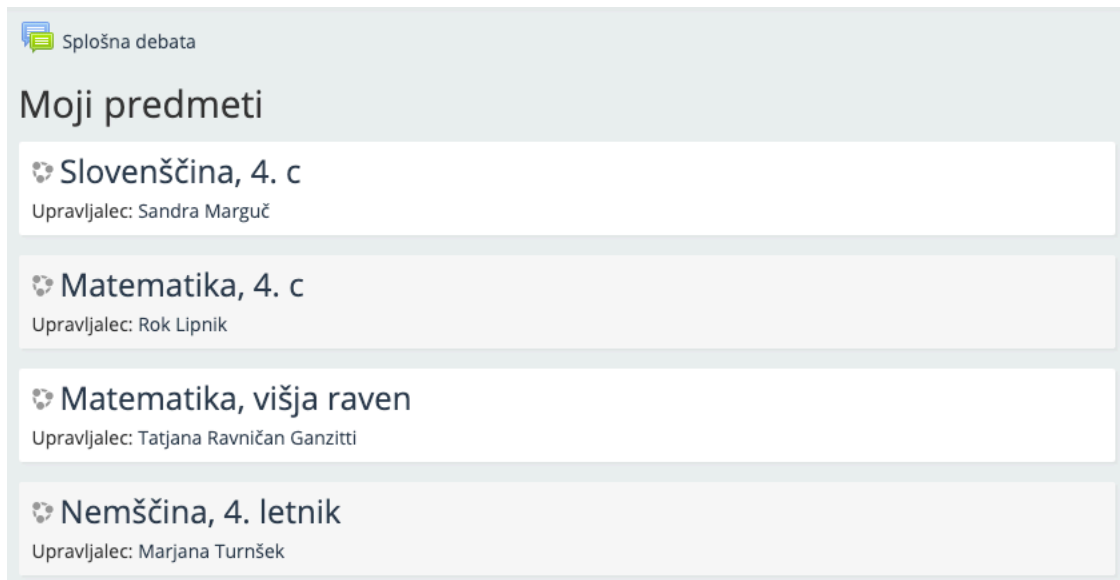 Splošna debata
Moji predmeti
Slovenščina, 4. c
Upravljalec: Sandra Marguč
Matematika, 4. c
Upravljalec: Rok Lipnik
Matematika, višja raven
Upravljalec: Tatjana Ravničan Ganzitti
Nemščina, 4. letnik
Upravljalec: Marjana Turnšek